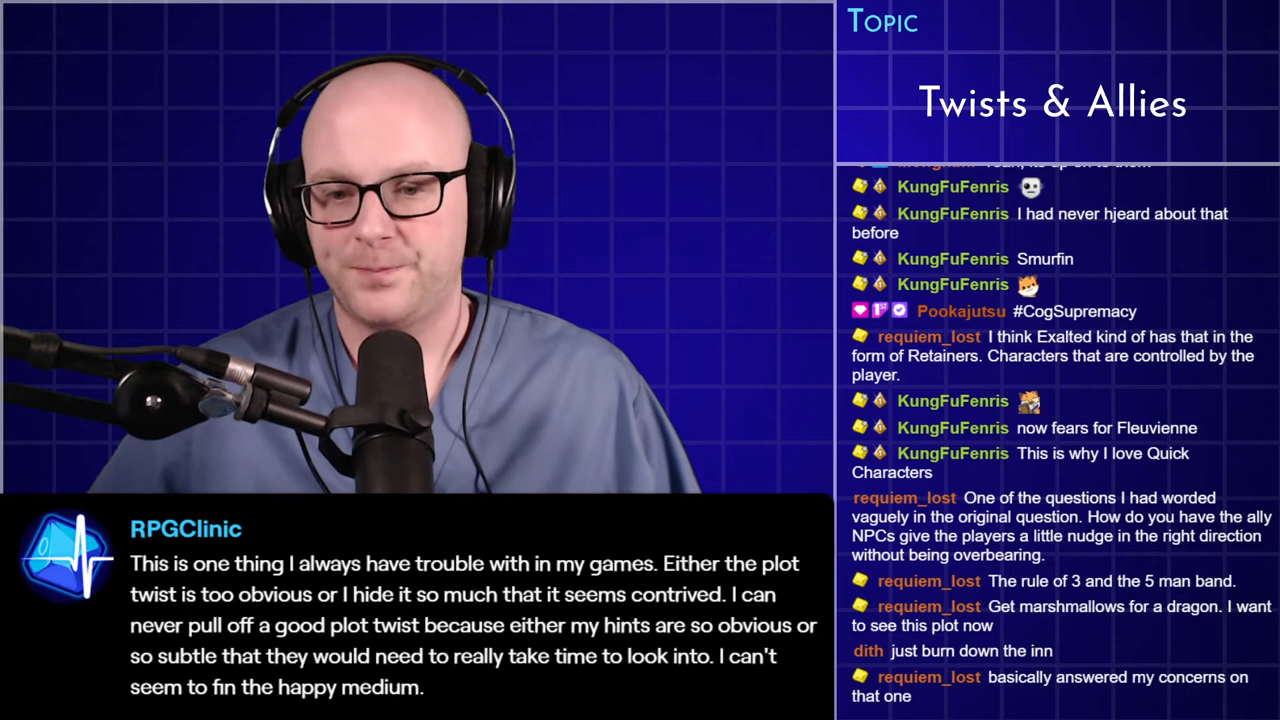 Topic
Twists & Allies
KungFuFenris
KungFuFenris I had never hjeard about that
before
KungFuFenris Smurfin
KungFuFenris
Pookajutsu #CogSupremacy
requiem_lost I think Exalted kind of has that in the
form of Retainers. Characters that are controlled by the
player.
KungFuFenris
KungFuFenris now fears for Fleuvienne
KungFuFenris This is why I love Quick
Characters
requiem_lost One of the questions I had worded
vaguely in the original question. How do you have the ally
NPCs give the players a little nudge in the right direction
without being overbearing.
requiem_lost The rule of 3 and the 5 man band.
requiem_lost Get marshmallows for a dragon. I want
to see this plot now
dith just burn down the inn
requiem_lost basically answered my concerns on
that one
RPGClinic
This is one thing I always have trouble with in my games. Either the plot
twist is too obvious or I hide it so much that it seems contrived. I can
never pull off a good plot twist because either my hints are so obvious or
so subtle that they would need to really take time to look into. I can't
seem to fin the happy medium.